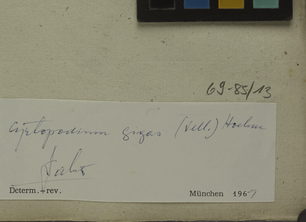 69-85/13
Cyrtopodium gigas (Vell.) Hoehne
Determ.+rev. München 1967